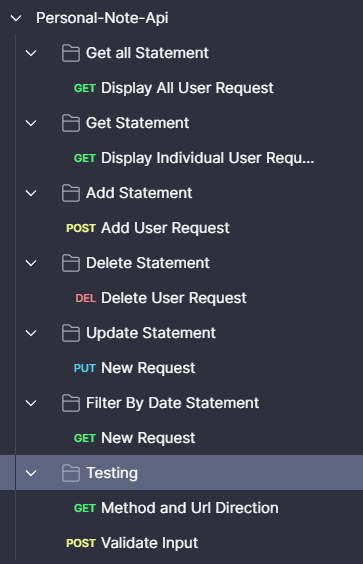 Personal-Note-Api
Get all Statement
GET Display All User Request
Get Statement
GET Display Individual User Requ...
Add Statement
POST Add User Request
Delete Statement
DEL Delete User Request
Update Statement
PUT New Request
Filter By Date Statement
GET New Request
Testing
GET Method and Url Direction
POST Validate Input